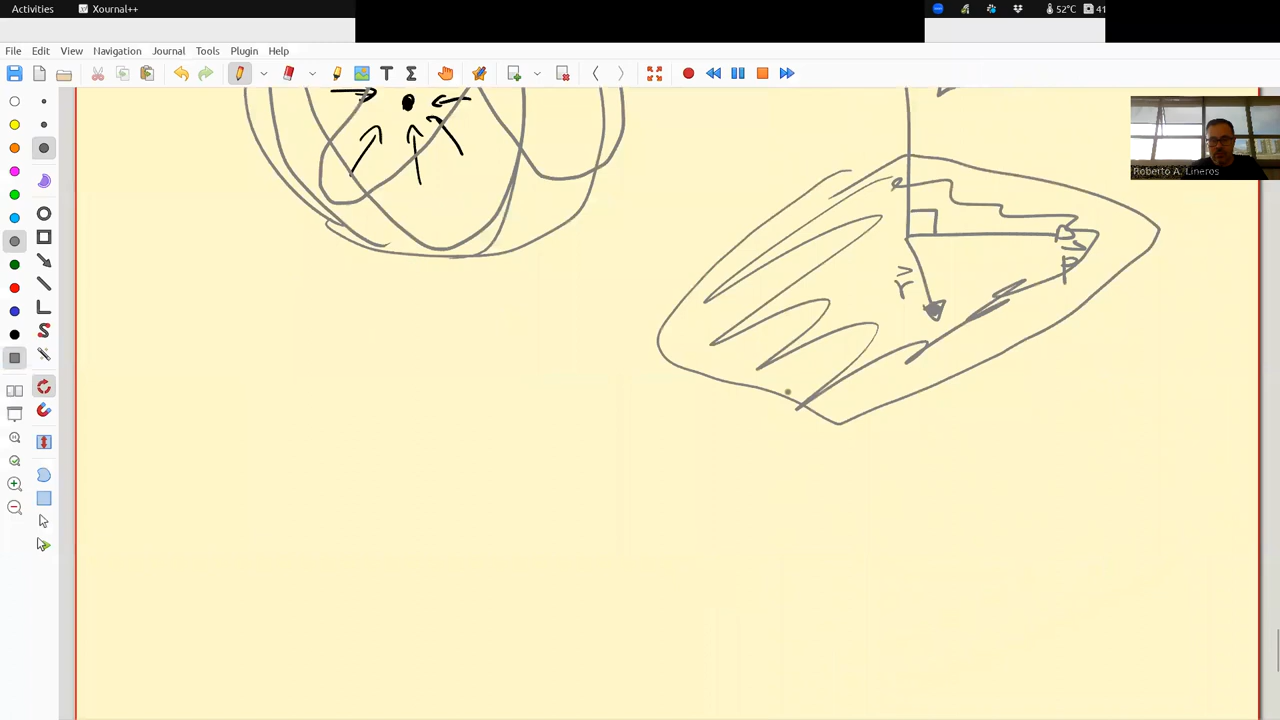 Activities Xournal++ 52°C 41
File Edit View Navigation Journal Tools Plugin Help
Roberto A. Lineros
r
P